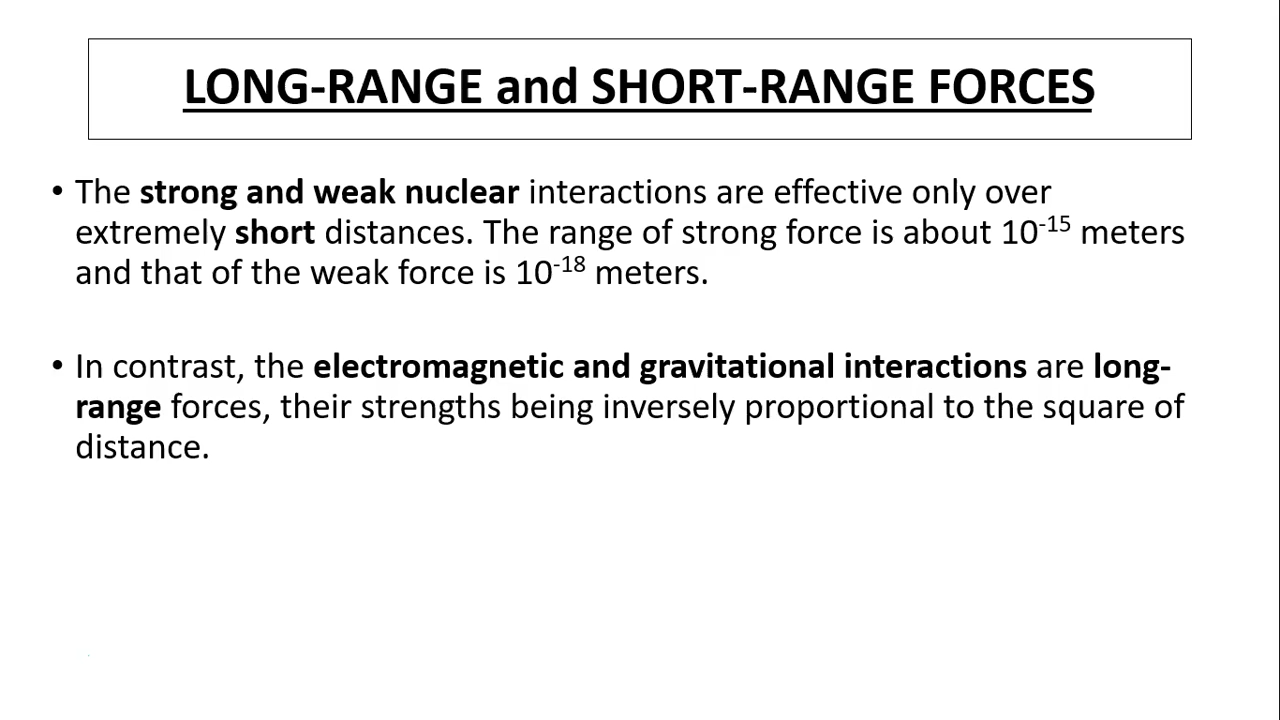 LONG-RANGE and SHORT-RANGE FORCES
• The strong and weak nuclear interactions are effective only over
extremely short distances. The range of strong force is about 10⁻¹⁵ meters
and that of the weak force is 10⁻¹⁸ meters.
• In contrast, the electromagnetic and gravitational interactions are long-
range forces, their strengths being inversely proportional to the square of
distance.